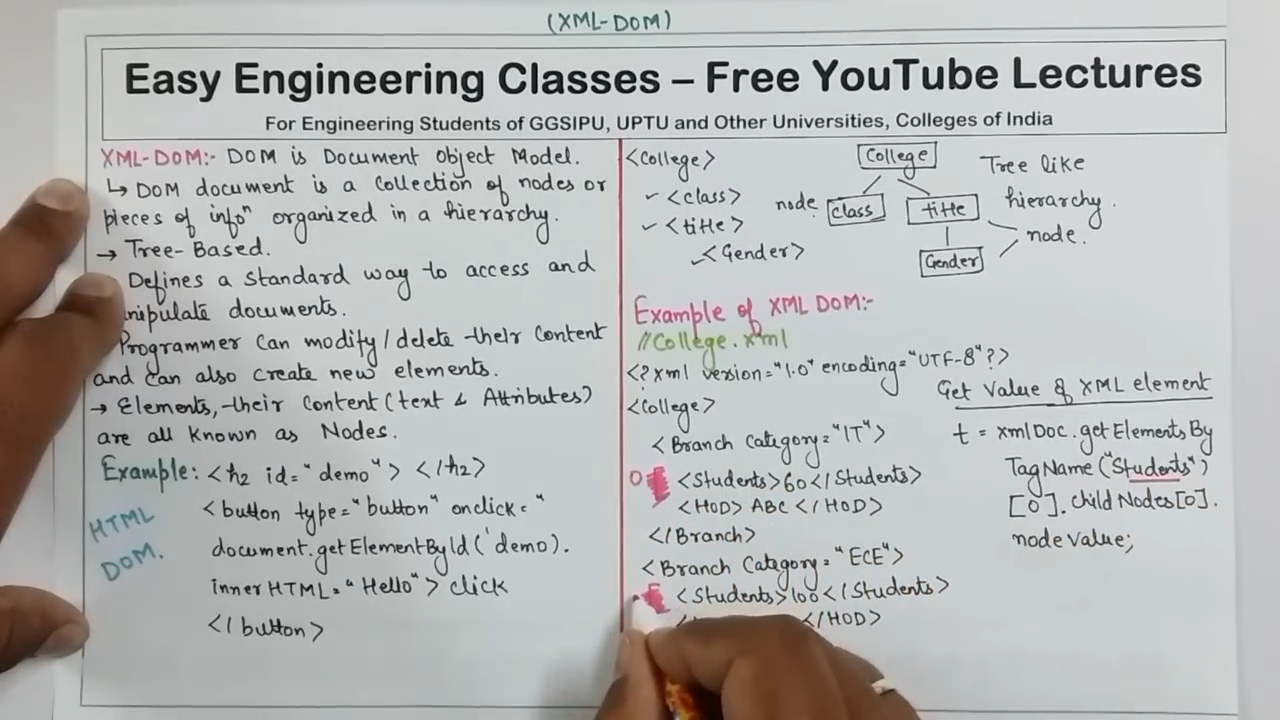 (XML-DOM)
Easy Engineering Classes – Free YouTube Lectures
For Engineering Students of GGSIPU, UPTU and Other Universities, Colleges of India
XML-DOM:- DOM is Document Object Model.
↳ DOM document is a collection of nodes or
pieces of infoⁿ organized in a hierarchy.
→ Tree-Based.
Defines a standard way to access and
nipulate documents.
Programmer can modify/delete their content
and can also create new elements.
→ Elements, their content (text & Attributes)
are all known as Nodes.
Example: <h2 id="demo"> </h2>
HTML
DOM.
<button type="button" onclick="
document.getElementById('demo).
innerHTML="Hello"> click
</button>
<College>
✓ <class>
✓ <title>
✓ <Gender>
College
node.
class
title
Gender
Tree like
hierarchy.
node.
Example of XML DOM:-
//College.xml
<?xml version="1.0" encoding="UTF-8"?>
<College>
<Branch Category="IT">
0 <Students>60</Students>
<HOD> ABC </HOD>
</Branch>
<Branch Category="ECE">
<Students>100</Students>
</HOD>
Get Value of XML element
t = xmlDoc.getElementsBy
TagName("Students")
[0].childNodes[0].
nodeValue;